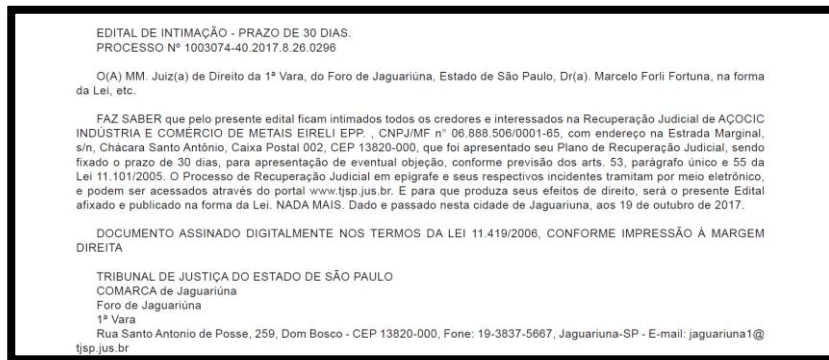 EDITAL DE INTIMAÇÃO - PRAZO DE 30 DIAS.
PROCESSO Nº 1003074-40.2017.8.26.0296
O(A) MM. Juiz(a) de Direito da 1ª Vara, do Foro de Jaguariúna, Estado de São Paulo, Dr(a). Marcelo Forli Fortuna, na forma
da Lei, etc.
FAZ SABER que pelo presente edital ficam intimados todos os credores e interessados na Recuperação Judicial de AÇOCIC
INDÚSTRIA E COMÉRCIO DE METAIS EIRELI EPP. , CNPJ/MF n° 06.888.506/0001-65, com endereço na Estrada Marginal,
s/n, Chácara Santo Antônio, Caixa Postal 002, CEP 13820-000, que foi apresentado seu Plano de Recuperação Judicial, sendo
fixado o prazo de 30 dias, para apresentação de eventual objeção, conforme previsão dos arts. 53, parágrafo único e 55 da
Lei 11.101/2005. O Processo de Recuperação Judicial em epígrafe e seus respectivos incidentes tramitam por meio eletrônico,
e podem ser acessados através do portal www.tjsp.jus.br. E para que produza seus efeitos de direito, será o presente Edital
afixado e publicado na forma da Lei. NADA MAIS. Dado e passado nesta cidade de Jaguariuna, aos 19 de outubro de 2017.
DOCUMENTO ASSINADO DIGITALMENTE NOS TERMOS DA LEI 11.419/2006, CONFORME IMPRESSÃO À MARGEM
DIREITA
TRIBUNAL DE JUSTIÇA DO ESTADO DE SÃO PAULO
COMARCA de Jaguariúna
Foro de Jaguariúna
1ª Vara
Rua Santo Antonio de Posse, 259, Dom Bosco - CEP 13820-000, Fone: 19-3837-5667, Jaguariuna-SP - E-mail: jaguariuna1@
tjsp.jus.br